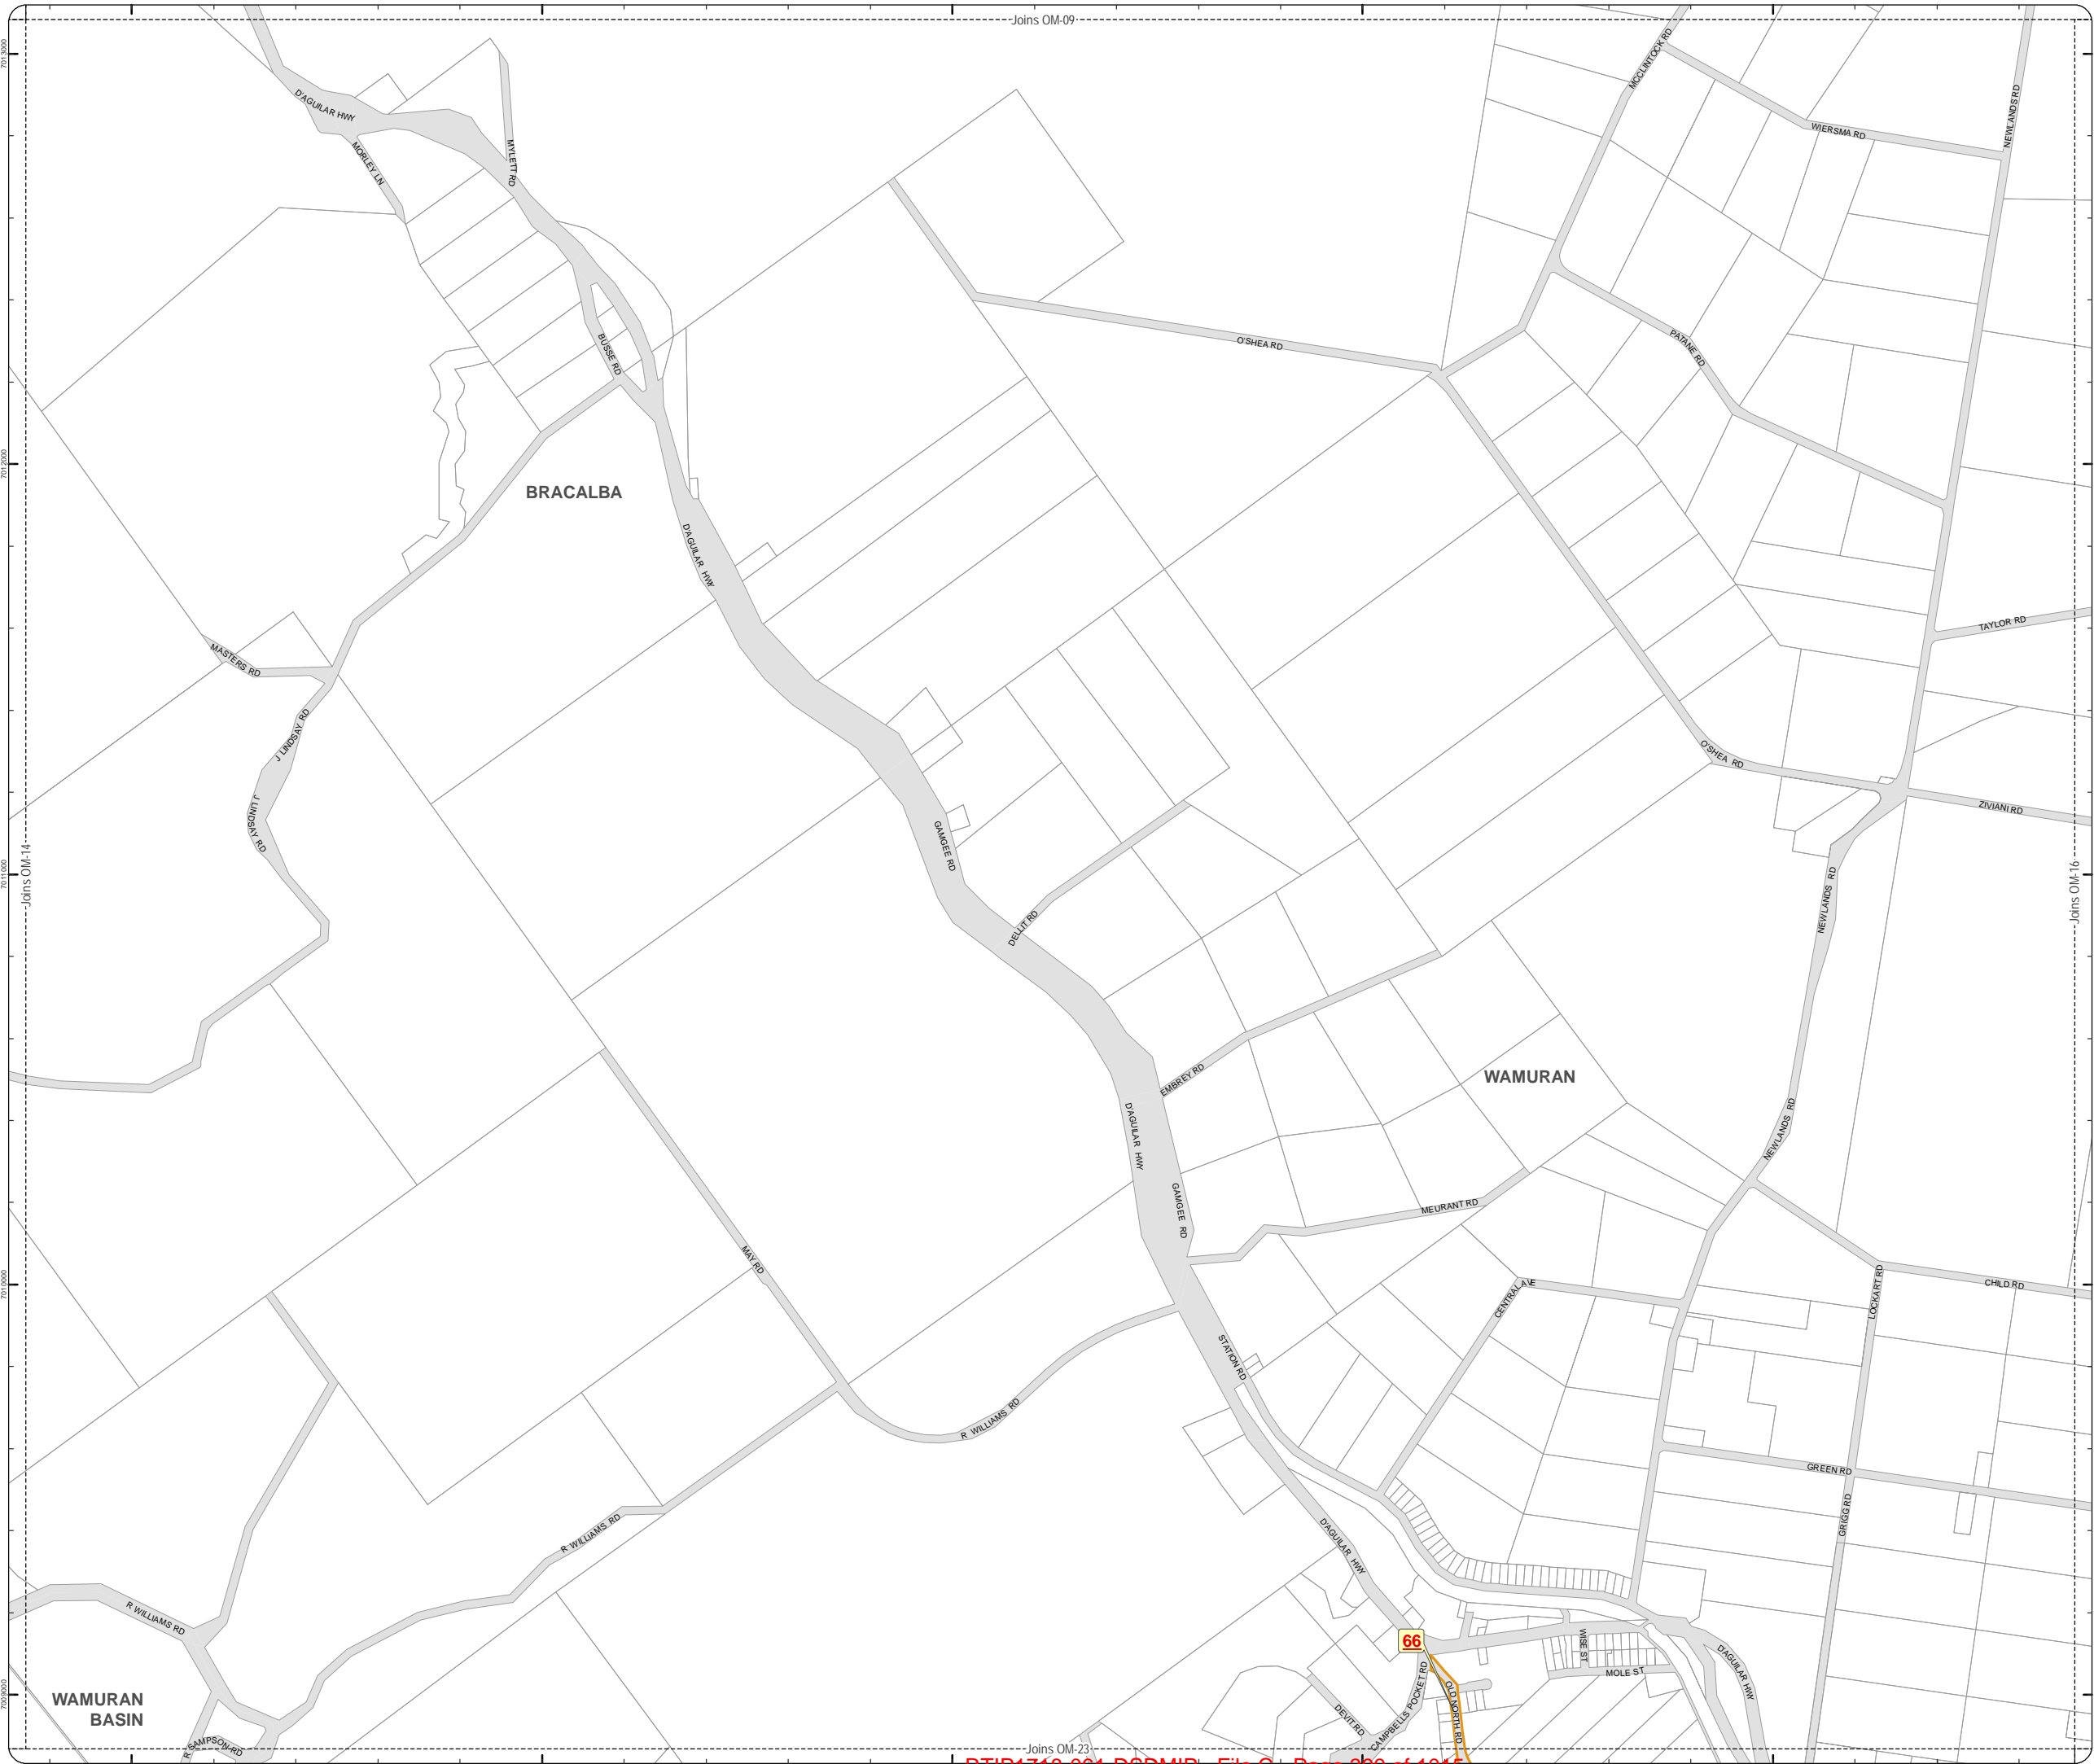 Joins OM-09
7013000
D'AGUILAR HWY
MCCLINTOCK RD
NEWLANDS RD
WIERSMA RD
MORLEY LN
MYLETT RD
O'SHEA RD
PATANE RD
BUSSE RD
7012000
BRACALBA
D'AGUILAR HWY
TAYLOR RD
MASTERS RD
J LINDSAY RD
O'SHEA RD
ZIVIANI RD
J LINDSAY RD
GAMGEE RD
7011000
Joins OM-14
Joins OM-16
NEWLANDS RD
DELLIT RD
EMBREY RD
WAMURAN
D'AGUILAR HWY
NEWLANDS RD
GAMGEE RD
MEURANT RD
MAY RD
7010000
CENTRAL AVE
LOCKART RD
CHILD RD
STATION RD
R WILLIAMS RD
GREEN RD
GRIGG RD
R WILLIAMS RD
D'AGUILAR HWY
R WILLIAMS RD
66
WISE ST
MOLE ST
D'AGUILAR HWY
7009000
WAMURAN
BASIN
CAMPBELLS POCKET RD
OLD NORTH RD
DEVIT RD
R SAMPSON RD
Joins OM-23